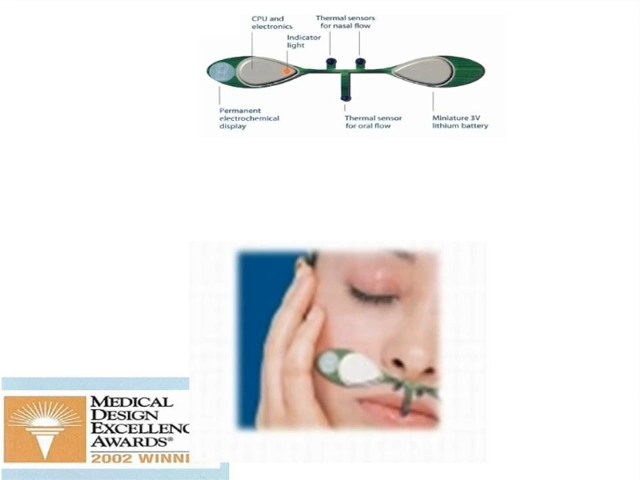 CPU and
electronics
Thermal sensors
for nasal flow
Indicator
light
Permanent
electrochemical
display
Thermal sensor
for oral flow
Miniature 3V
lithium battery
MEDICAL
DESIGN
EXCELLENC
AWARDS®
2002 WINNE